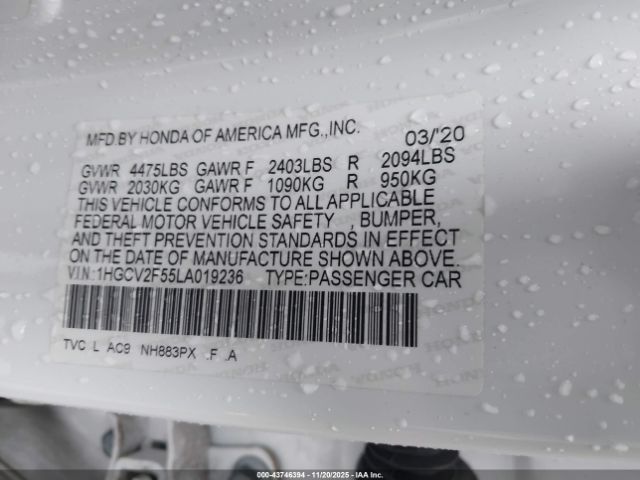 MFD.BY HONDA OF AMERICA MFG.,INC. 03/'20
GVWR 4475LBS GAWR F 2403LBS R 2094LBS
GVWR 2030KG GAWR F 1090KG R 950KG
THIS VEHICLE CONFORMS TO ALL APPLICABLE
FEDERAL MOTOR VEHICLE SAFETY , BUMPER,
AND THEFT PREVENTION STANDARDS IN EFFECT
ON THE DATE OF MANUFACTURE SHOWN ABOVE.
VIN:1HGCV2F55LA019236 TYPE:PASSENGER CAR
TVC L AC9 NH883PX .F .A
000-43746394 | 11/20/2025 - IAAI.COM